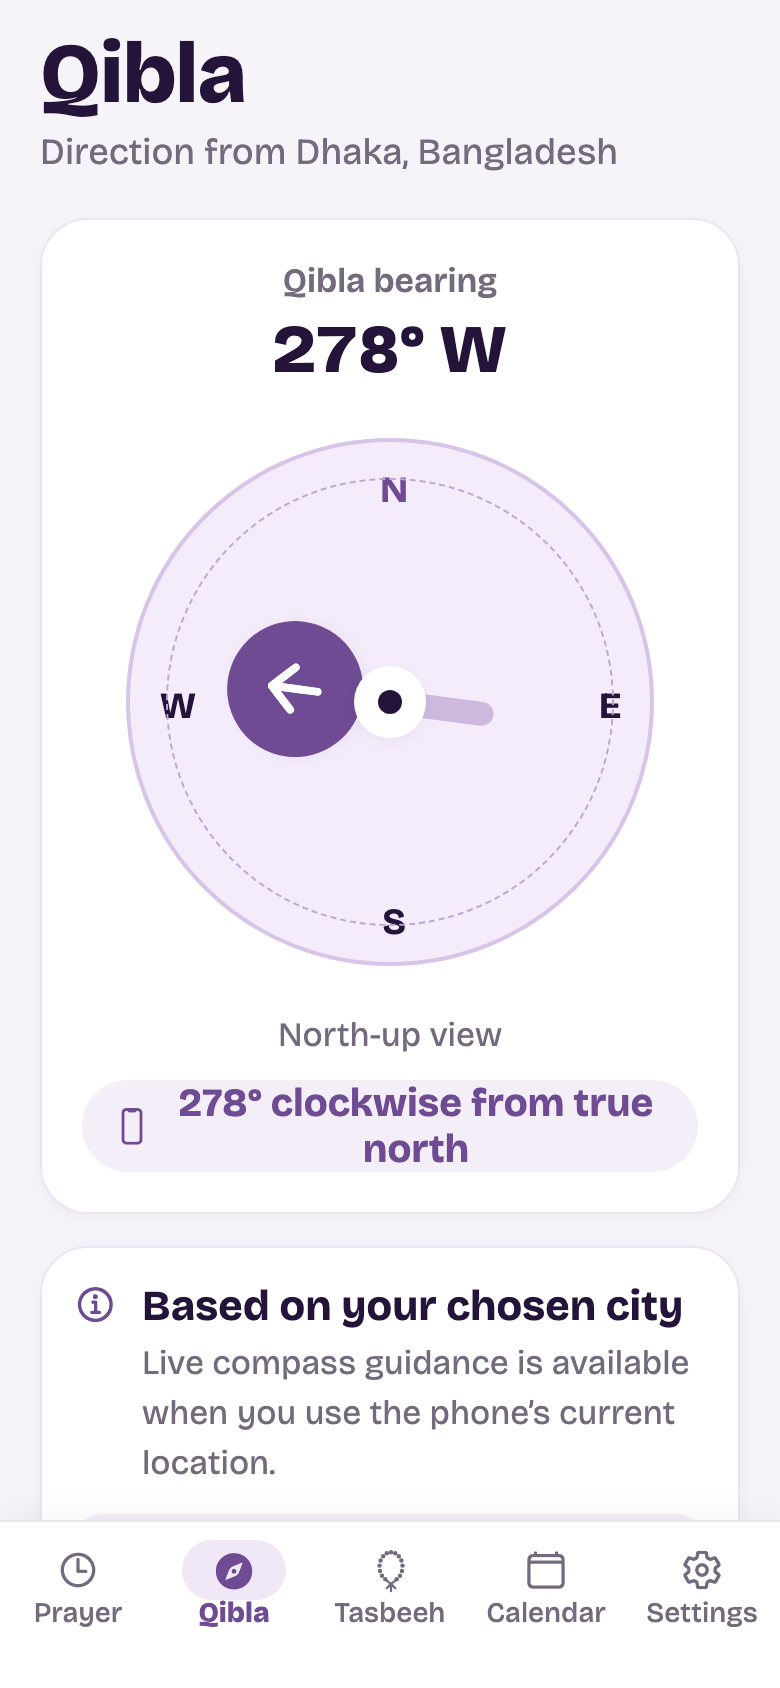 Qibla
Direction from Dhaka, Bangladesh
Qibla bearing
278° W
N
W
E
S
North-up view
278° clockwise from true
north
Based on your chosen city
Live compass guidance is available
when you use the phone’s current
location.
Prayer
Qibla
Tasbeeh
Calendar
Settings